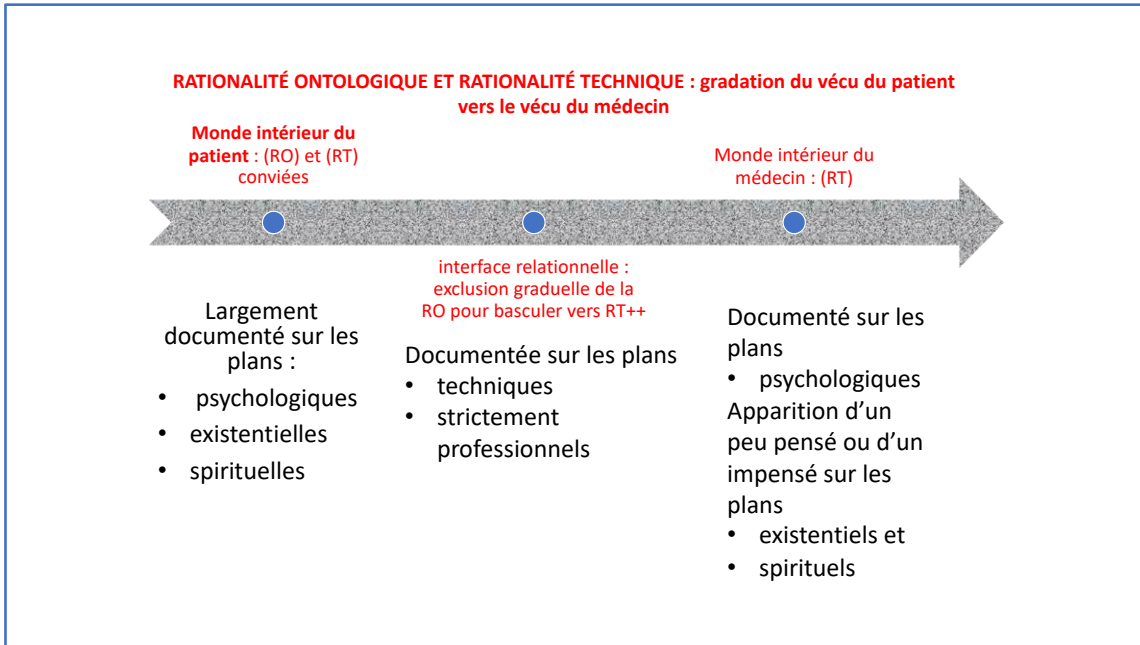 RATIONALITÉ ONTOLOGIQUE ET RATIONALITÉ TECHNIQUE : gradation du vécu du patient
vers le vécu du médecin
Monde intérieur du
patient : (RO) et (RT)
conviées
Monde intérieur du
médecin : (RT)
interface relationnelle :
exclusion graduelle de la
RO pour basculer vers RT++
Largement
documenté sur les
plans :
• psychologiques
• existentielles
• spirituelles
Documentée sur les plans
• techniques
• strictement
professionnels
Documenté sur les
plans
• psychologiques
Apparition d'un
peu pensé ou d'un
impensé sur les
plans
• existentiels et
• spirituels